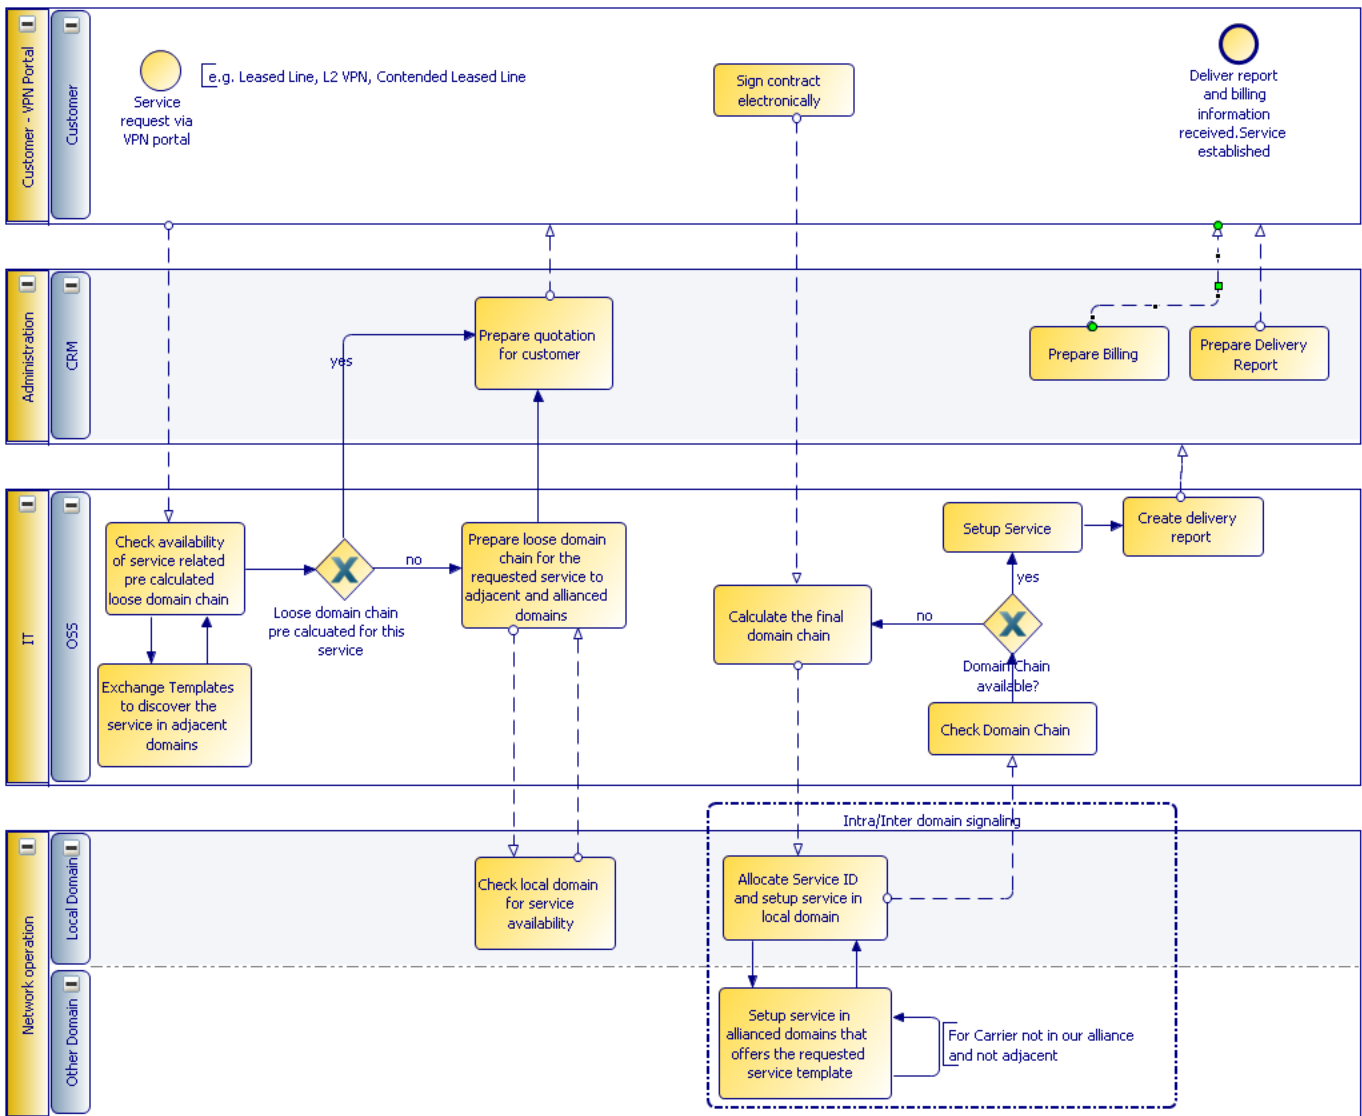 Customer - VPN Portal
Customer
Service
request via
VPN portal
e.g. Leased Line, L2 VPN, Contended Leased Line
Sign contract
electronically
Deliver report
and billing
information
received.Service
established
Administration
CRM
yes
Prepare quotation
for customer
Prepare Billing
Prepare Delivery
Report
IT
OSS
Check availability
of service related
pre calculated
loose domain chain
Exchange Templates
to discover the
service in adjacent
domains
Loose domain chain
pre calcuated for this
service
no
Prepare loose domain
chain for the
requested service to
adjacent and allianced
domains
Calculate the final
domain chain
no
Setup Service
yes
Create delivery
report
Domain Chain
available?
Check Domain Chain
Network operation
Local Domain
Check local domain
for service
availability
Intra/Inter domain signaling
Allocate Service ID
and setup service in
local domain
Other Domain
Setup service in
allianced domains that
offers the requested
service template
For Carrier not in our alliance
and not adjacent